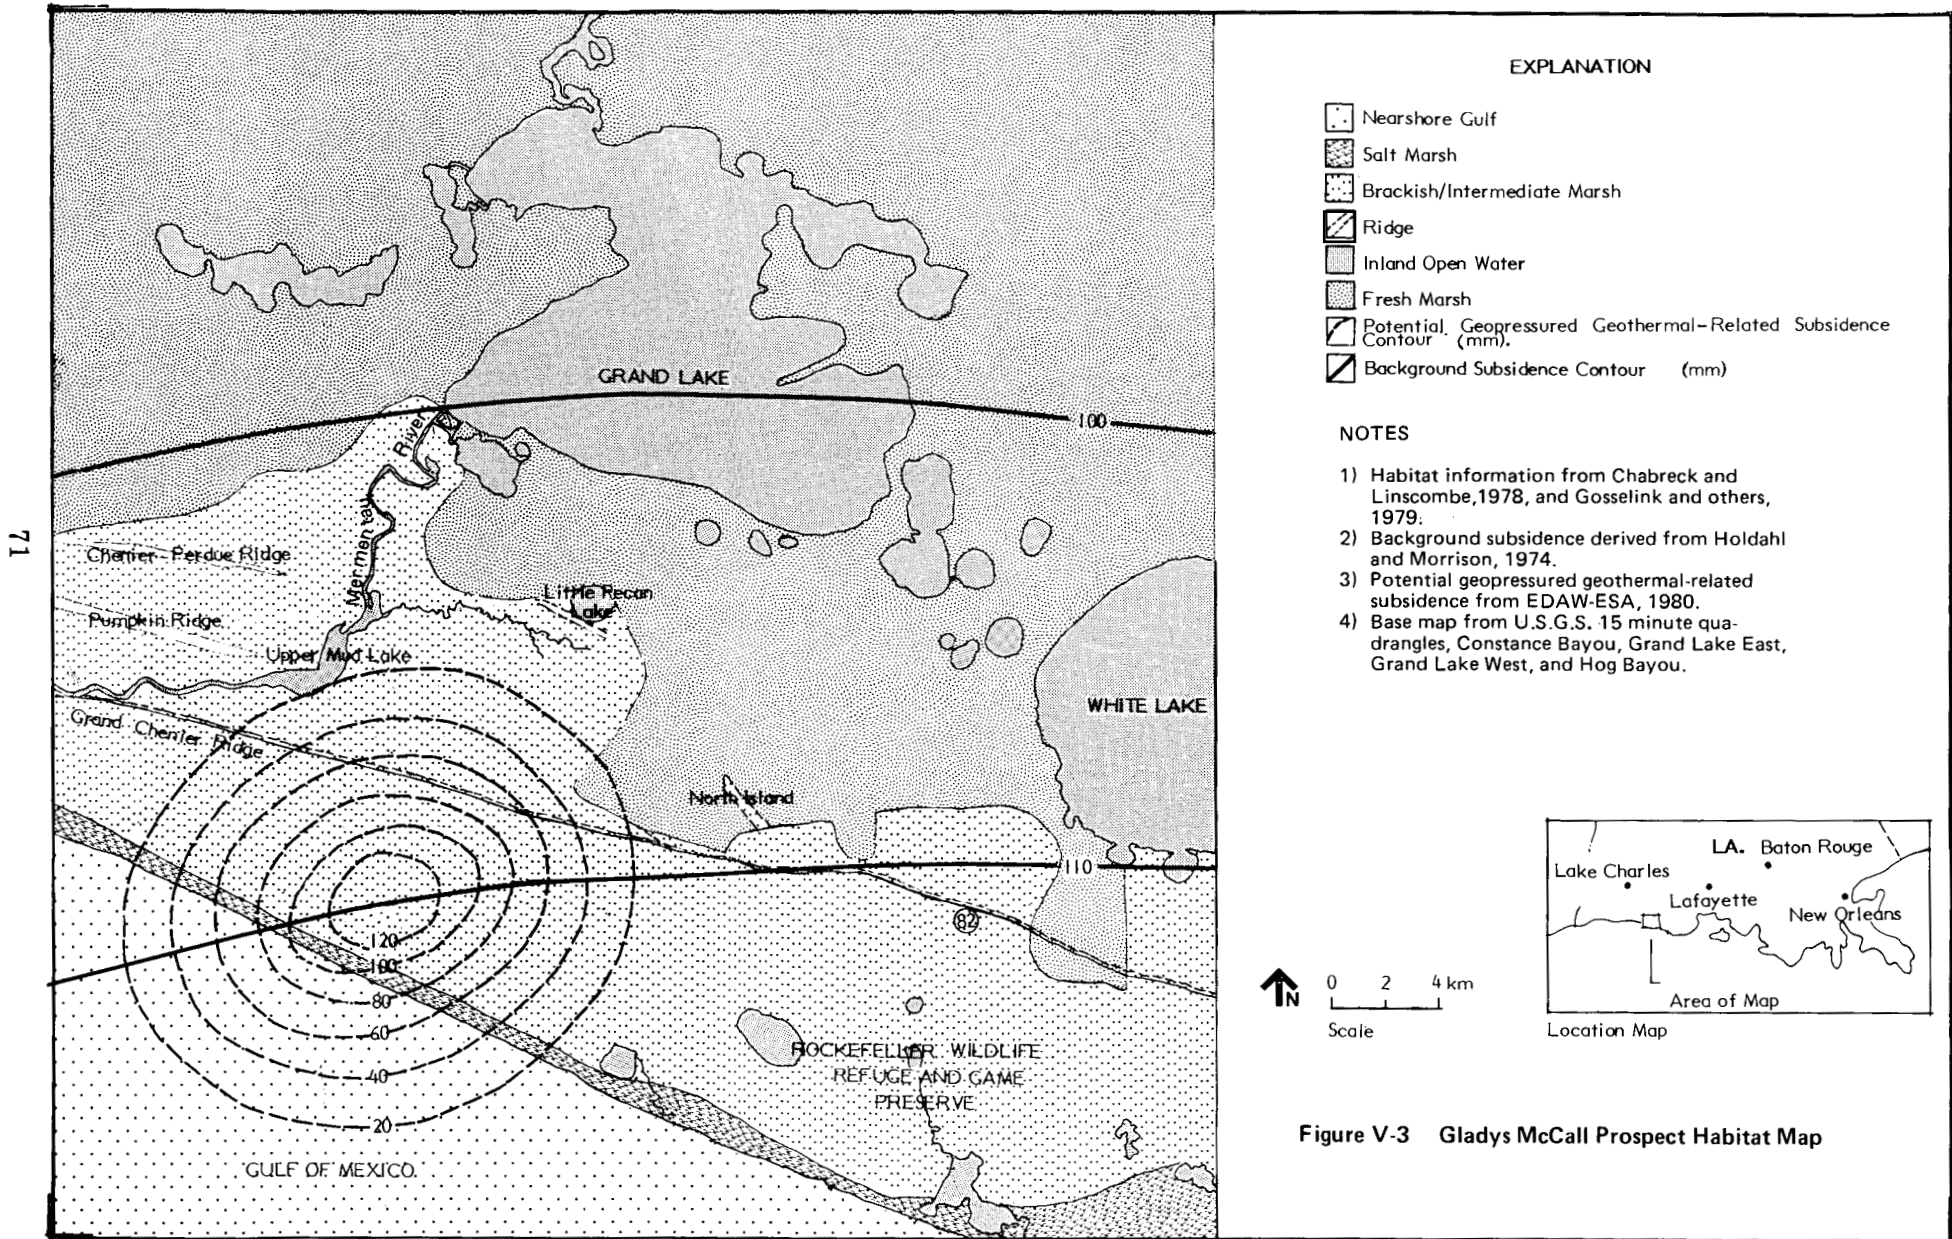 71
GRAND LAKE
100
River
Mermentau
Chenier Perdue Ridge
Pumpkin Ridge
Little Pecan
Lake
Upper Mud Lake
Grand Chenier Ridge
WHITE LAKE
North Island
110
82
120
100
80
60
40
20
ROCKEFELLER WILDLIFE
REFUGE AND GAME
PRESERVE
GULF OF MEXICO
EXPLANATION
Nearshore Gulf
Salt Marsh
Brackish/Intermediate Marsh
Ridge
Inland Open Water
Fresh Marsh
Potential Geopressured Geothermal-Related Subsidence
Contour (mm).
Background Subsidence Contour (mm)
NOTES
1) Habitat information from Chabreck and
Linscombe,1978, and Gosselink and others,
1979.
2) Background subsidence derived from Holdahl
and Morrison, 1974.
3) Potential geopressured geothermal-related
subsidence from EDAW-ESA, 1980.
4) Base map from U.S.G.S. 15 minute qua-
drangles, Constance Bayou, Grand Lake East,
Grand Lake West, and Hog Bayou.
LA. Baton Rouge
Lake Charles
Lafayette
New Orleans
Area of Map
Location Map
N
0 2 4 km
Scale
Figure V-3 Gladys McCall Prospect Habitat Map